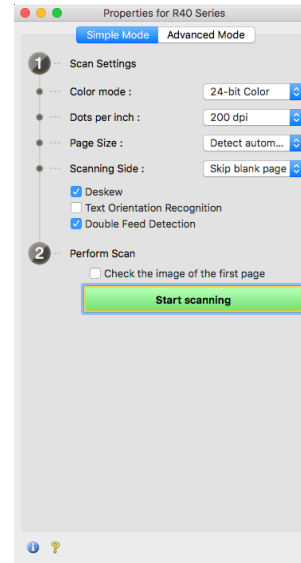 Properties for R40 Series
Simple Mode Advanced Mode
1 Scan Settings
Color mode : 24-bit Color
Dots per inch : 200 dpi
Page Size : Detect autom...
Scanning Side : Skip blank page
Deskew
Text Orientation Recognition
Double Feed Detection
2 Perform Scan
Check the image of the first page
Start scanning